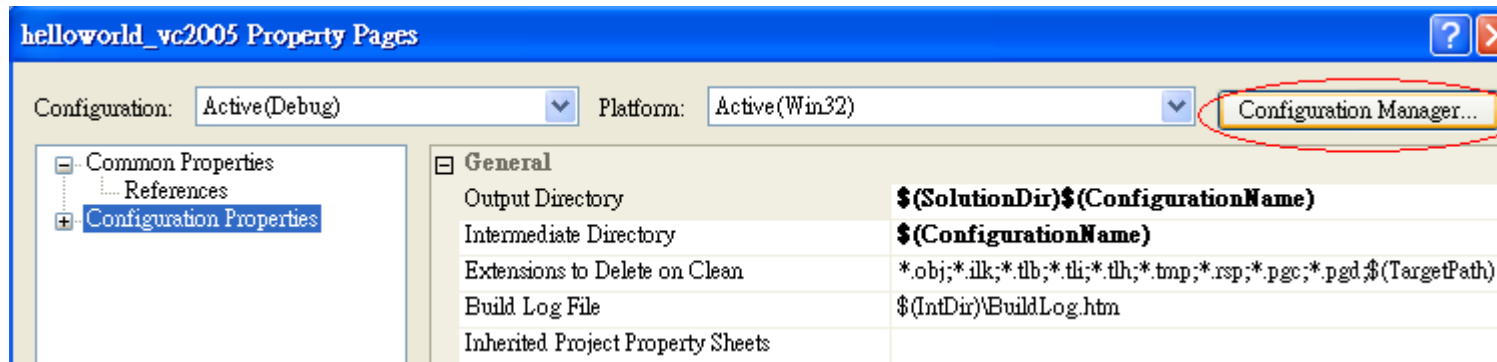 helloworld_vc2005 Property Pages
Configuration: Active(Debug) Platform: Active(Win32) Configuration Manager...
Common Properties
References
Configuration Properties
General
Output Directory $(SolutionDir)$(ConfigurationName)
Intermediate Directory $(ConfigurationName)
Extensions to Delete on Clean *.obj;*.ilk;*.tlb;*.tli;*.tlh;*.tmp;*.rsp;*.pgc;*.pgd;$(TargetPath)
Build Log File $(IntDir)\BuildLog.htm
Inherited Project Property Sheets